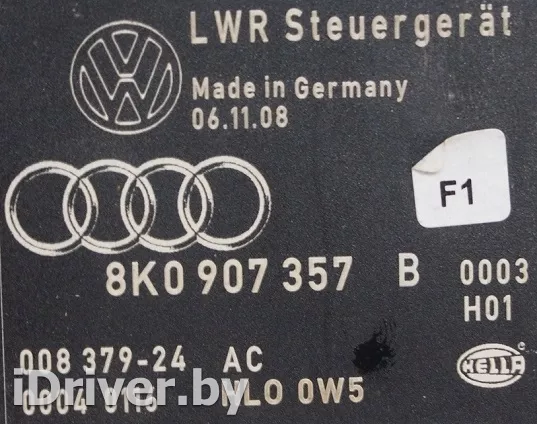 LWR Steuergerät
Made in Germany
06.11.08
F1
8K0 907 357 B 0003
H01
008 379-24 AC
HELLA
0W5
iDriver.by